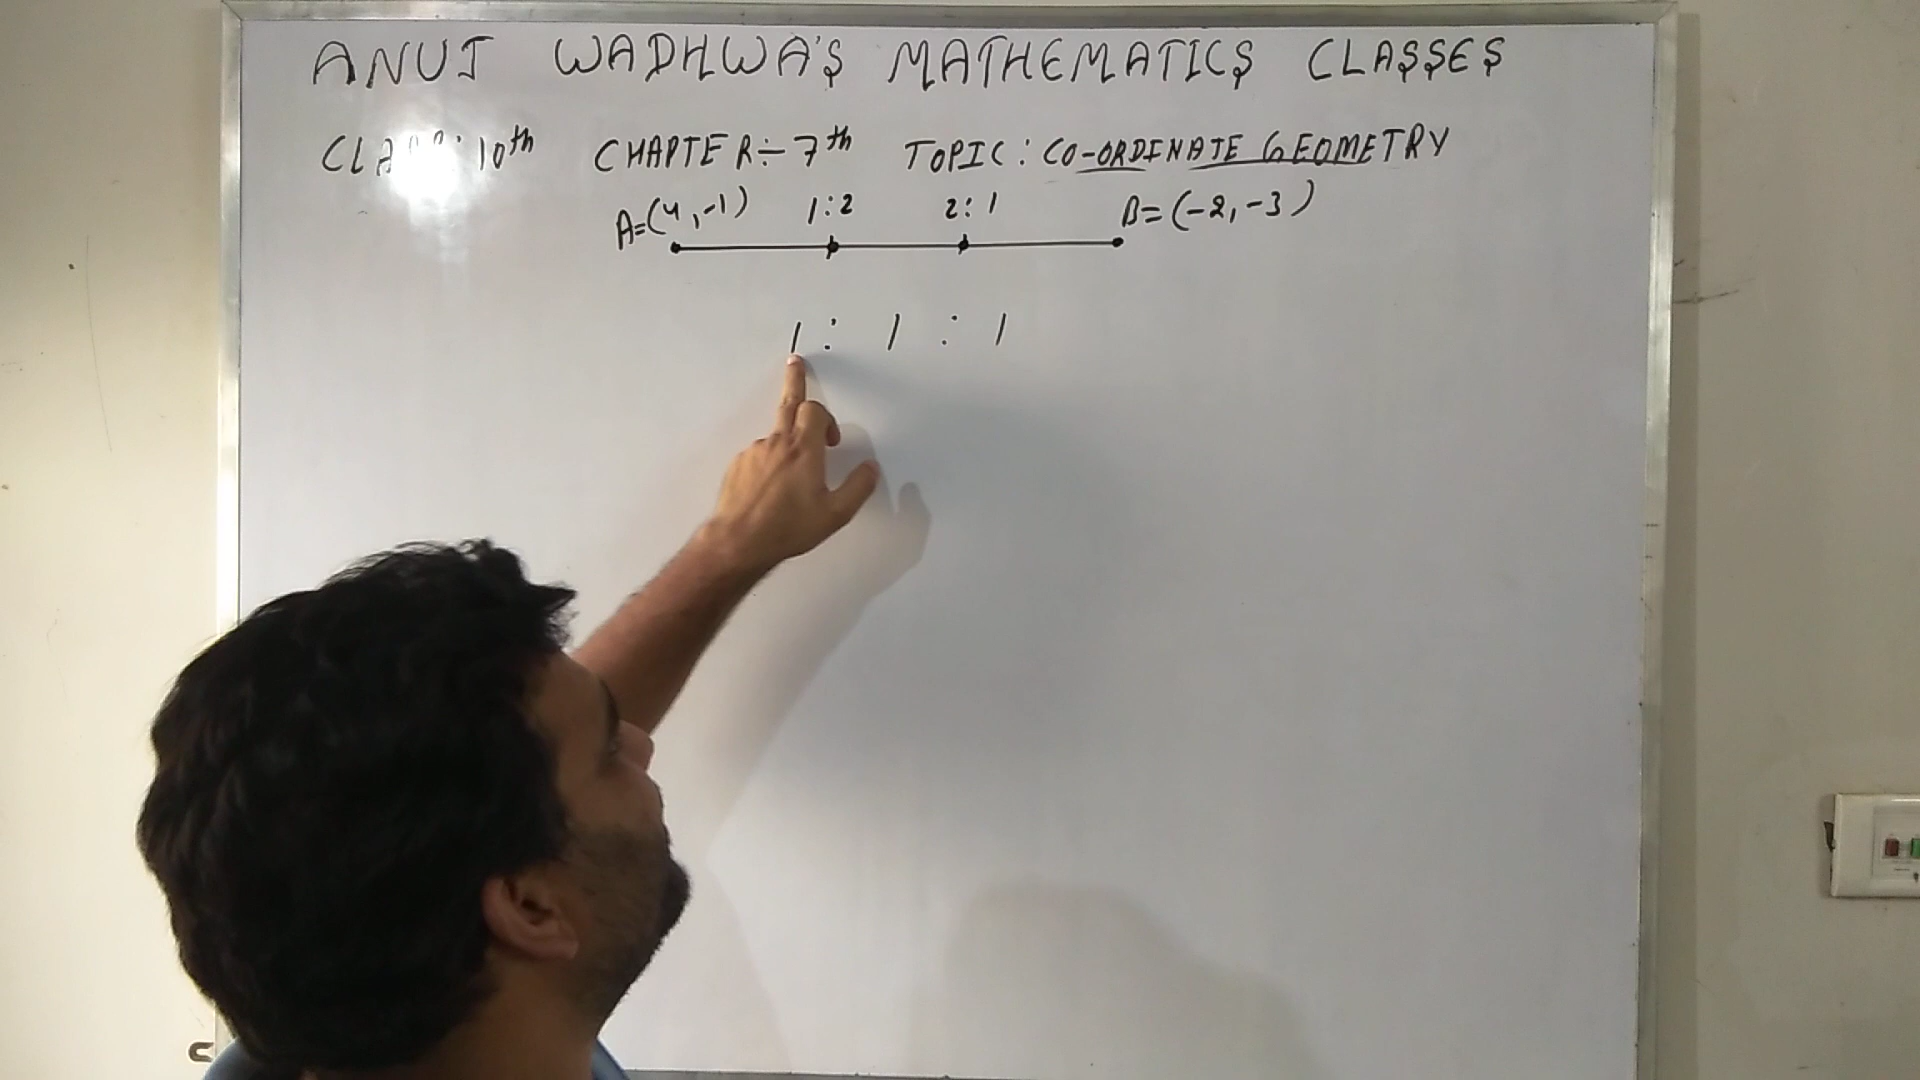 ANUJ WADHWA'S MATHEMATICS CLASSES
10th CHAPTER÷7th TOPIC: CO-ORDINATE GEOMETRY
A=(4,-1) 1:2 2:1 B=(-2,-3)
1 : 1 : 1